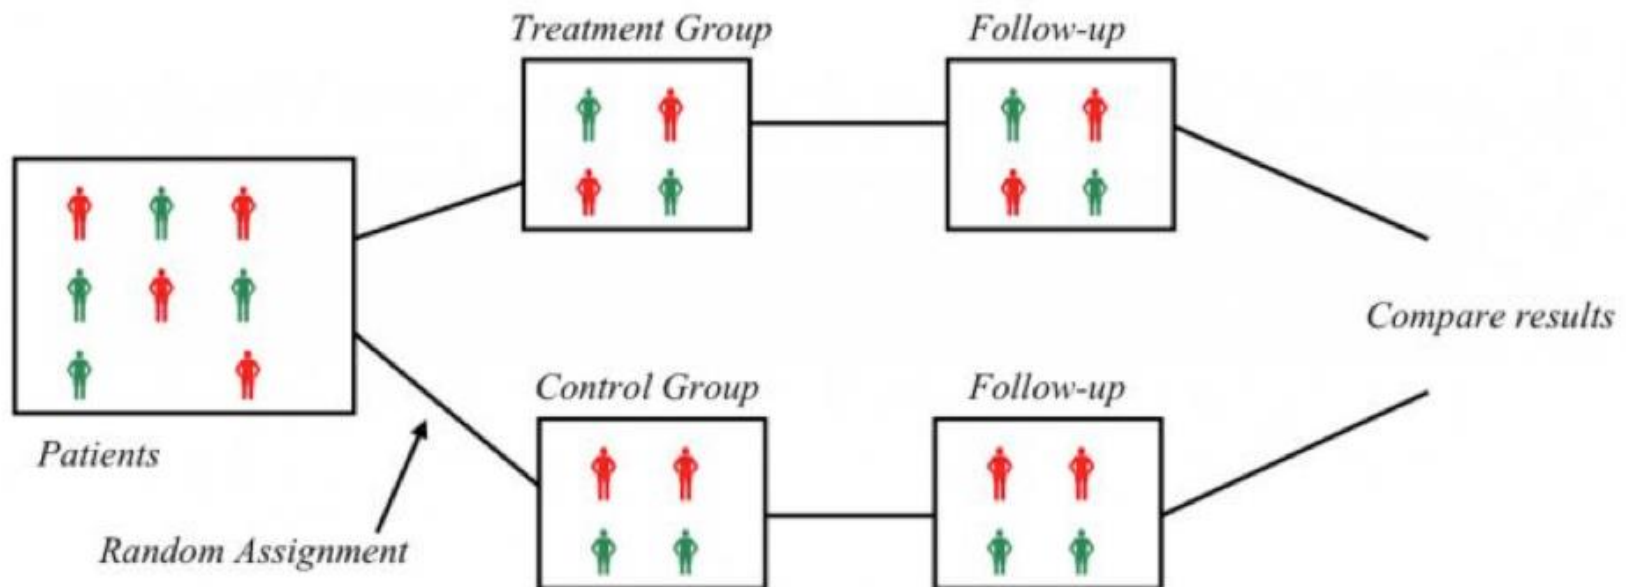 Treatment Group
Follow-up
Patients
Random Assignment
Control Group
Follow-up
Compare results